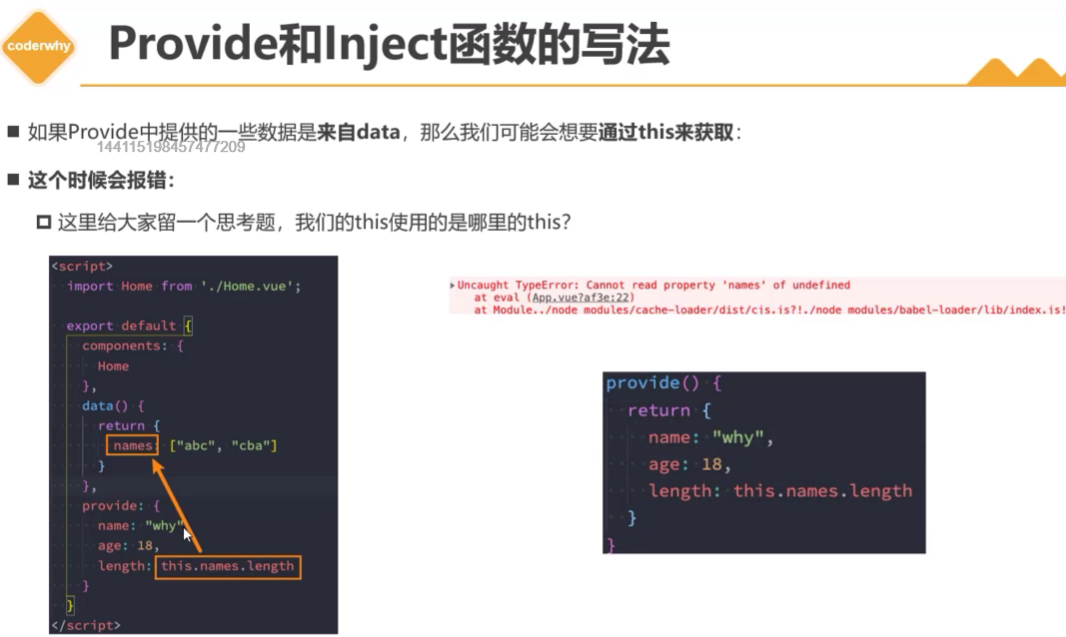 coderwhy
Provide和Inject函数的写法
■ 如果Provide中提供的一些数据是来自data，那么我们可能会想要通过this来获取：
144115198457477209
■ 这个时候会报错：
这里给大家留一个思考题，我们的this使用的是哪里的this？
<script>
import Home from './Home.vue';
export default {
components: {
Home
},
data() {
return {
names: ["abc", "cba"]
}
},
provide: {
name: "why",
age: 18,
length: this.names.length
}
}
</script>
Uncaught TypeError: Cannot read property 'names' of undefined
at eval (App.vue?af3e:22)
at Module../node modules/cache-loader/dist/cjs.js?!./node modules/babel-loader/lib/index.js!
provide() {
return {
name: "why",
age: 18,
length: this.names.length
}
}